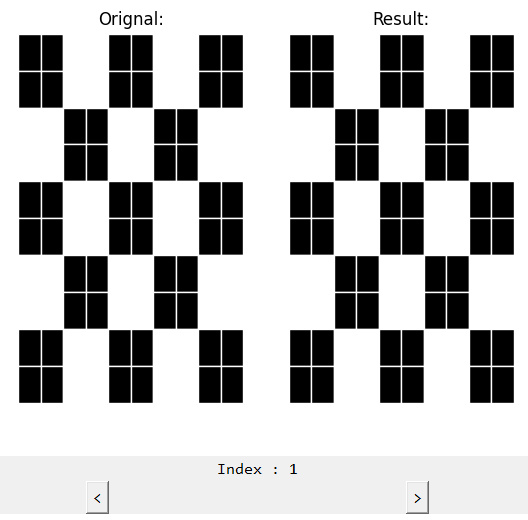 Orignal:
Result:
Index : 1
<
>